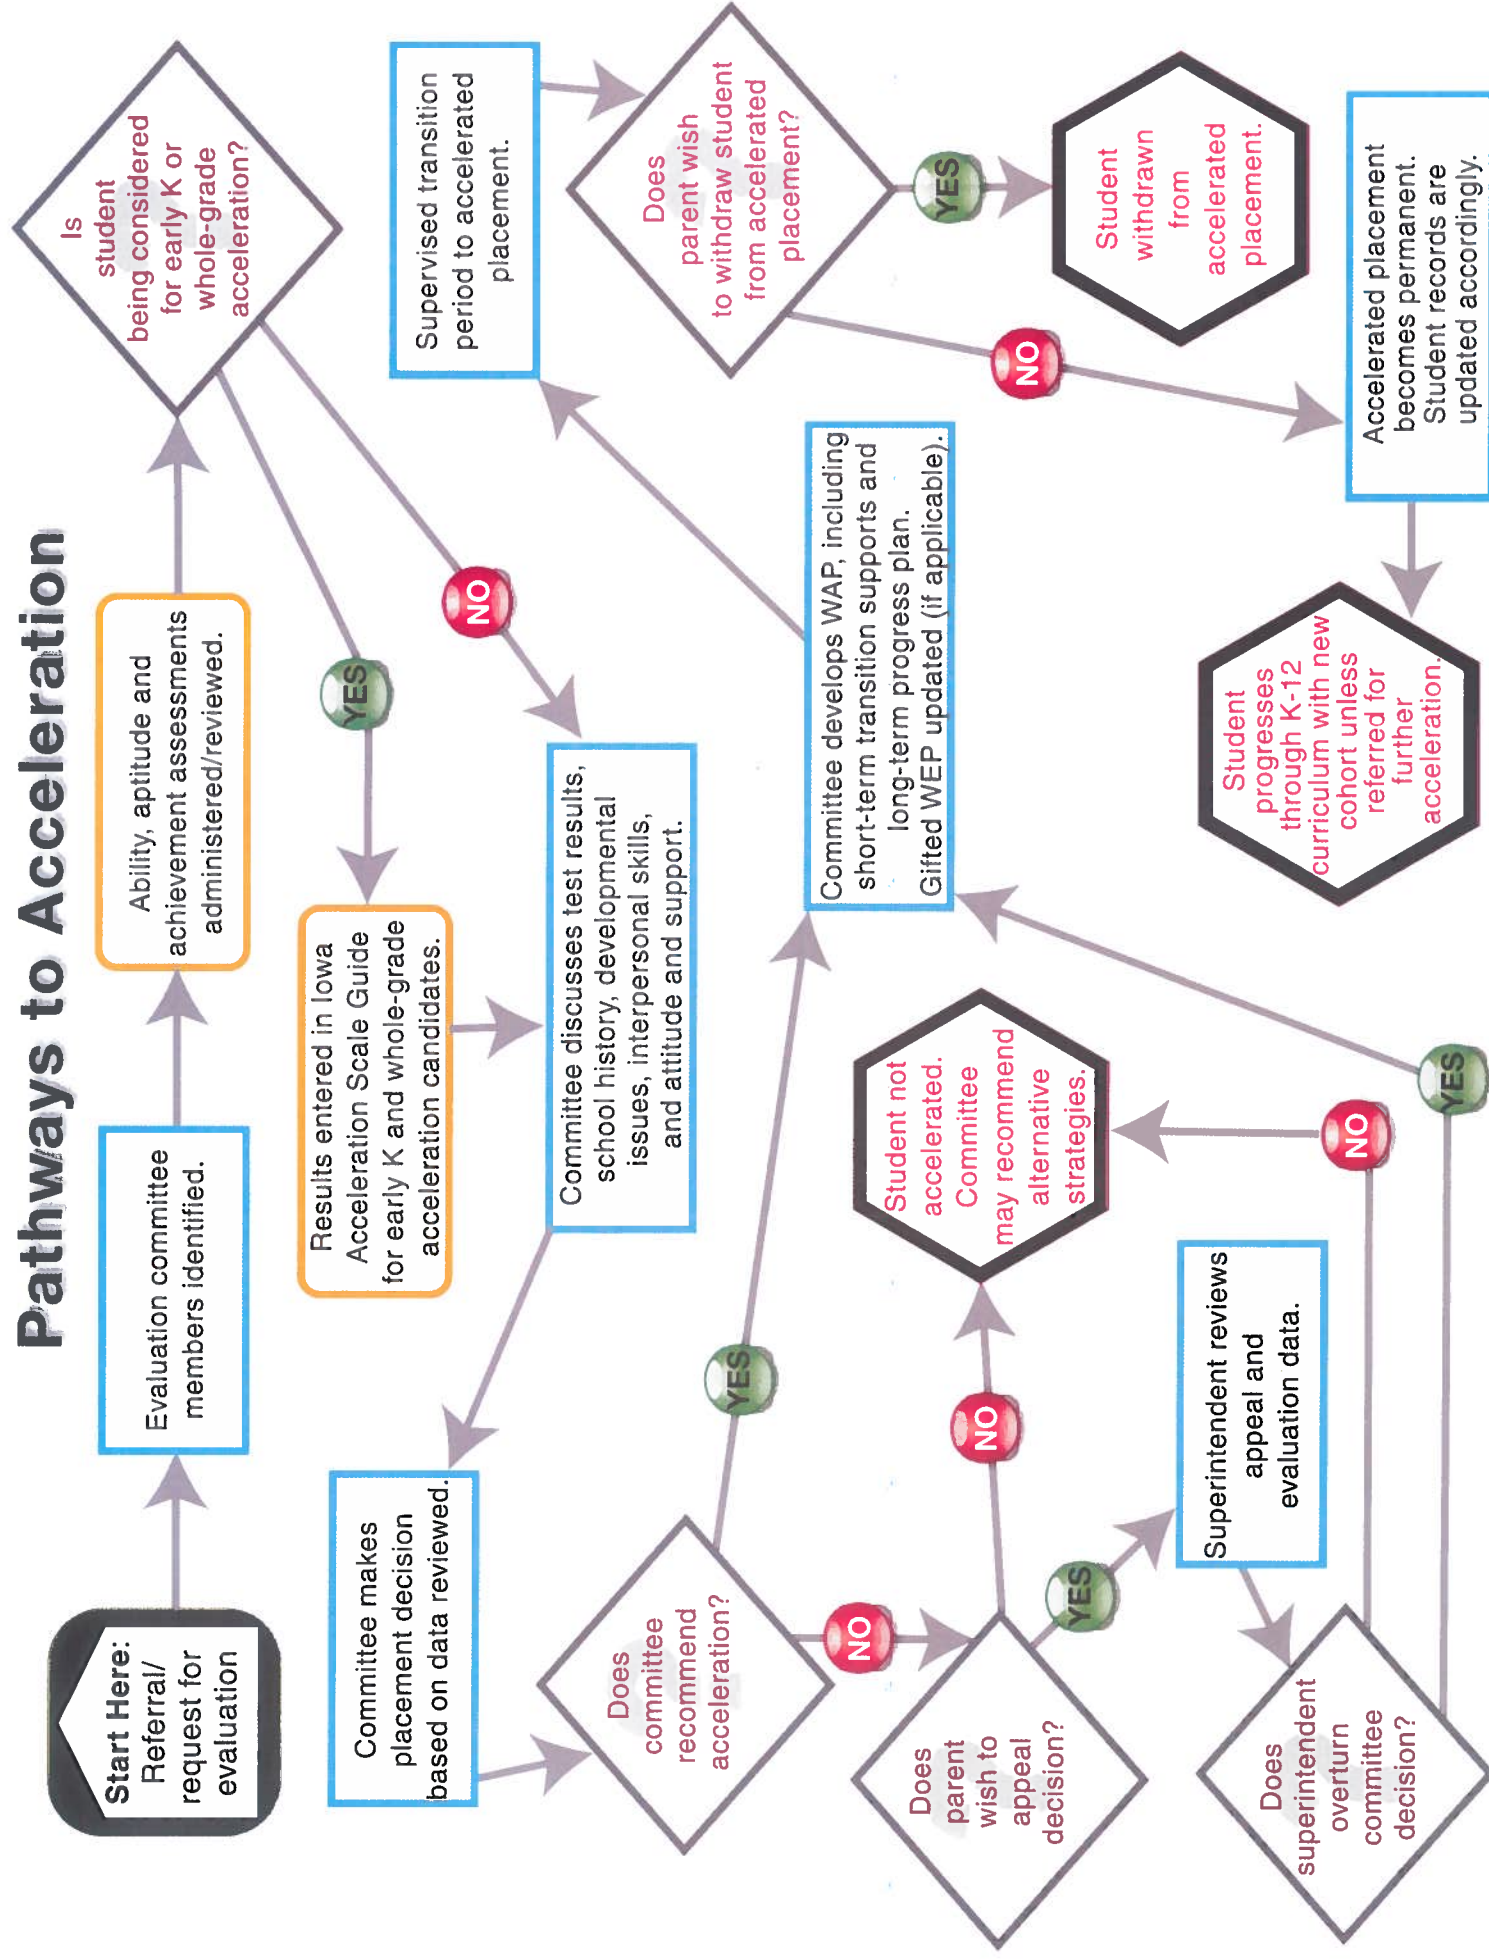 Pathways to Acceleration
Start Here:
Referral/
request for
evaluation
Evaluation committee
members identified.
Ability, aptitude and
achievement assessments
administered/reviewed.
Is
student
being considered
for early K or
whole-grade
acceleration?
YES
NO
Results entered in Iowa
Acceleration Scale Guide
for early K and whole-grade
acceleration candidates.
Committee discusses test results,
school history, developmental
issues, interpersonal skills,
and attitude and support.
Committee makes
placement decision
based on data reviewed.
Does
committee
recommend
acceleration?
YES
NO
Does
parent
wish to
appeal
decision?
NO
YES
Student not
accelerated.
Committee
may recommend
alternative
strategies.
Superintendent reviews
appeal and
evaluation data.
Does
superintendent
overturn
committee
decision?
NO
YES
Committee develops WAP, including
short-term transition supports and
long-term progress plan.
Gifted WEP updated (if applicable).
Supervised transition
period to accelerated
placement.
Does
parent wish
to withdraw student
from accelerated
placement?
YES
NO
Student
withdrawn
from
accelerated
placement.
Accelerated placement
becomes permanent.
Student records are
updated accordingly.
Student
progresses
through K-12
curriculum with new
cohort unless
referred for
further
acceleration.